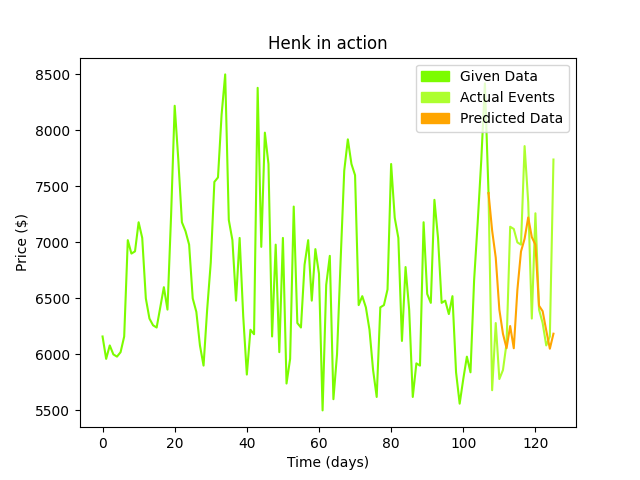 Henk in action
Given Data
Actual Events
Predicted Data
Price ($)
8500
8000
7500
7000
6500
6000
5500
0 20 40 60 80 100 120
Time (days)